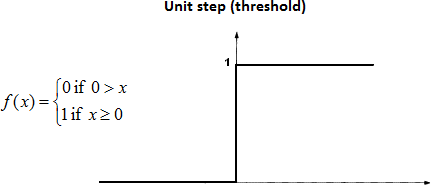 Unit step (threshold)
1
f(x) = {0 if 0 > x
1 if x ≥ 0